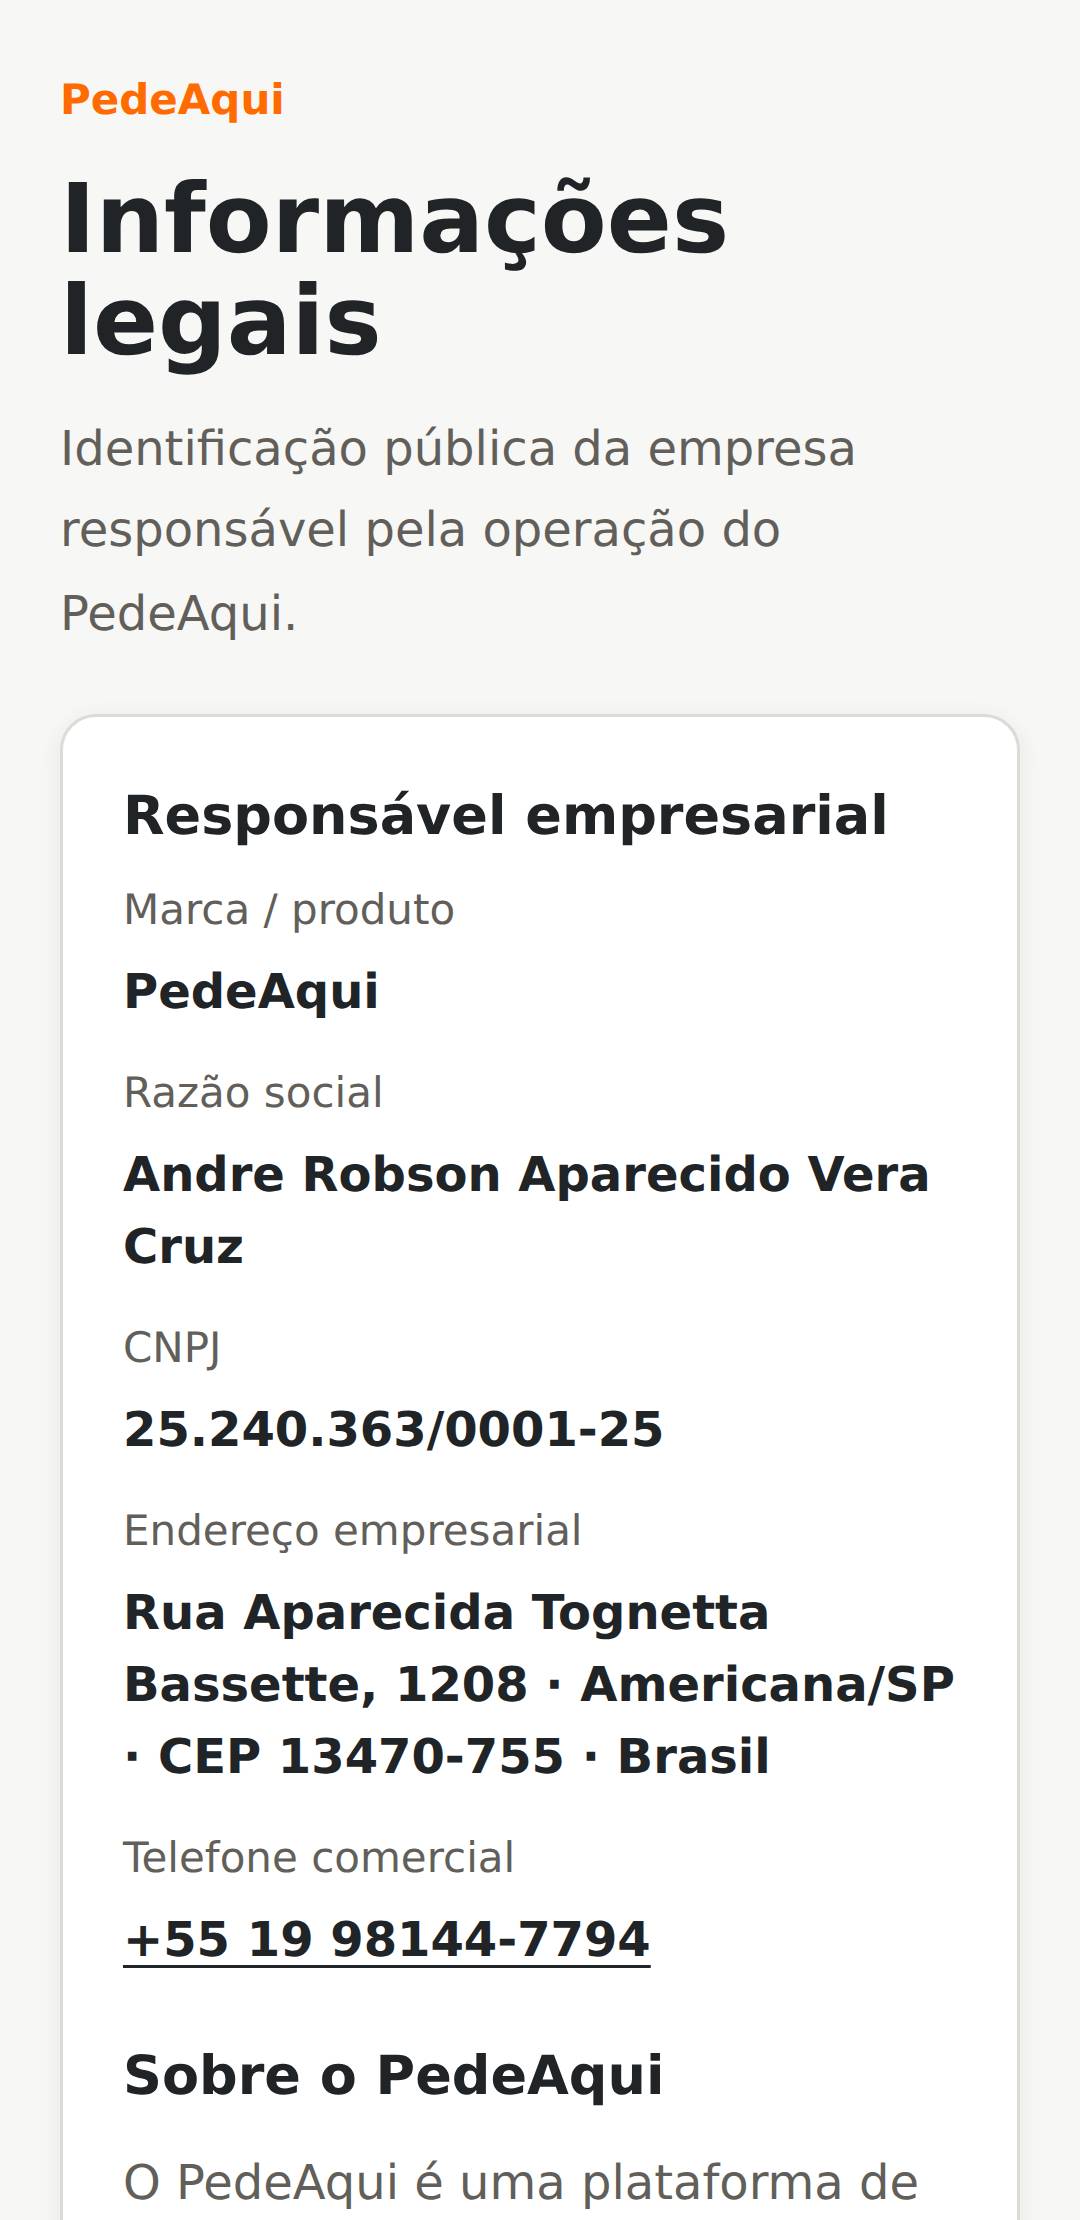 PedeAqui
Informações
legais
Identificação pública da empresa
responsável pela operação do
PedeAqui.
Responsável empresarial
Marca / produto
PedeAqui
Razão social
Andre Robson Aparecido Vera
Cruz
CNPJ
25.240.363/0001-25
Endereço empresarial
Rua Aparecida Tognetta
Bassette, 1208 · Americana/SP
· CEP 13470-755 · Brasil
Telefone comercial
+55 19 98144-7794
Sobre o PedeAqui
O PedeAqui é uma plataforma de